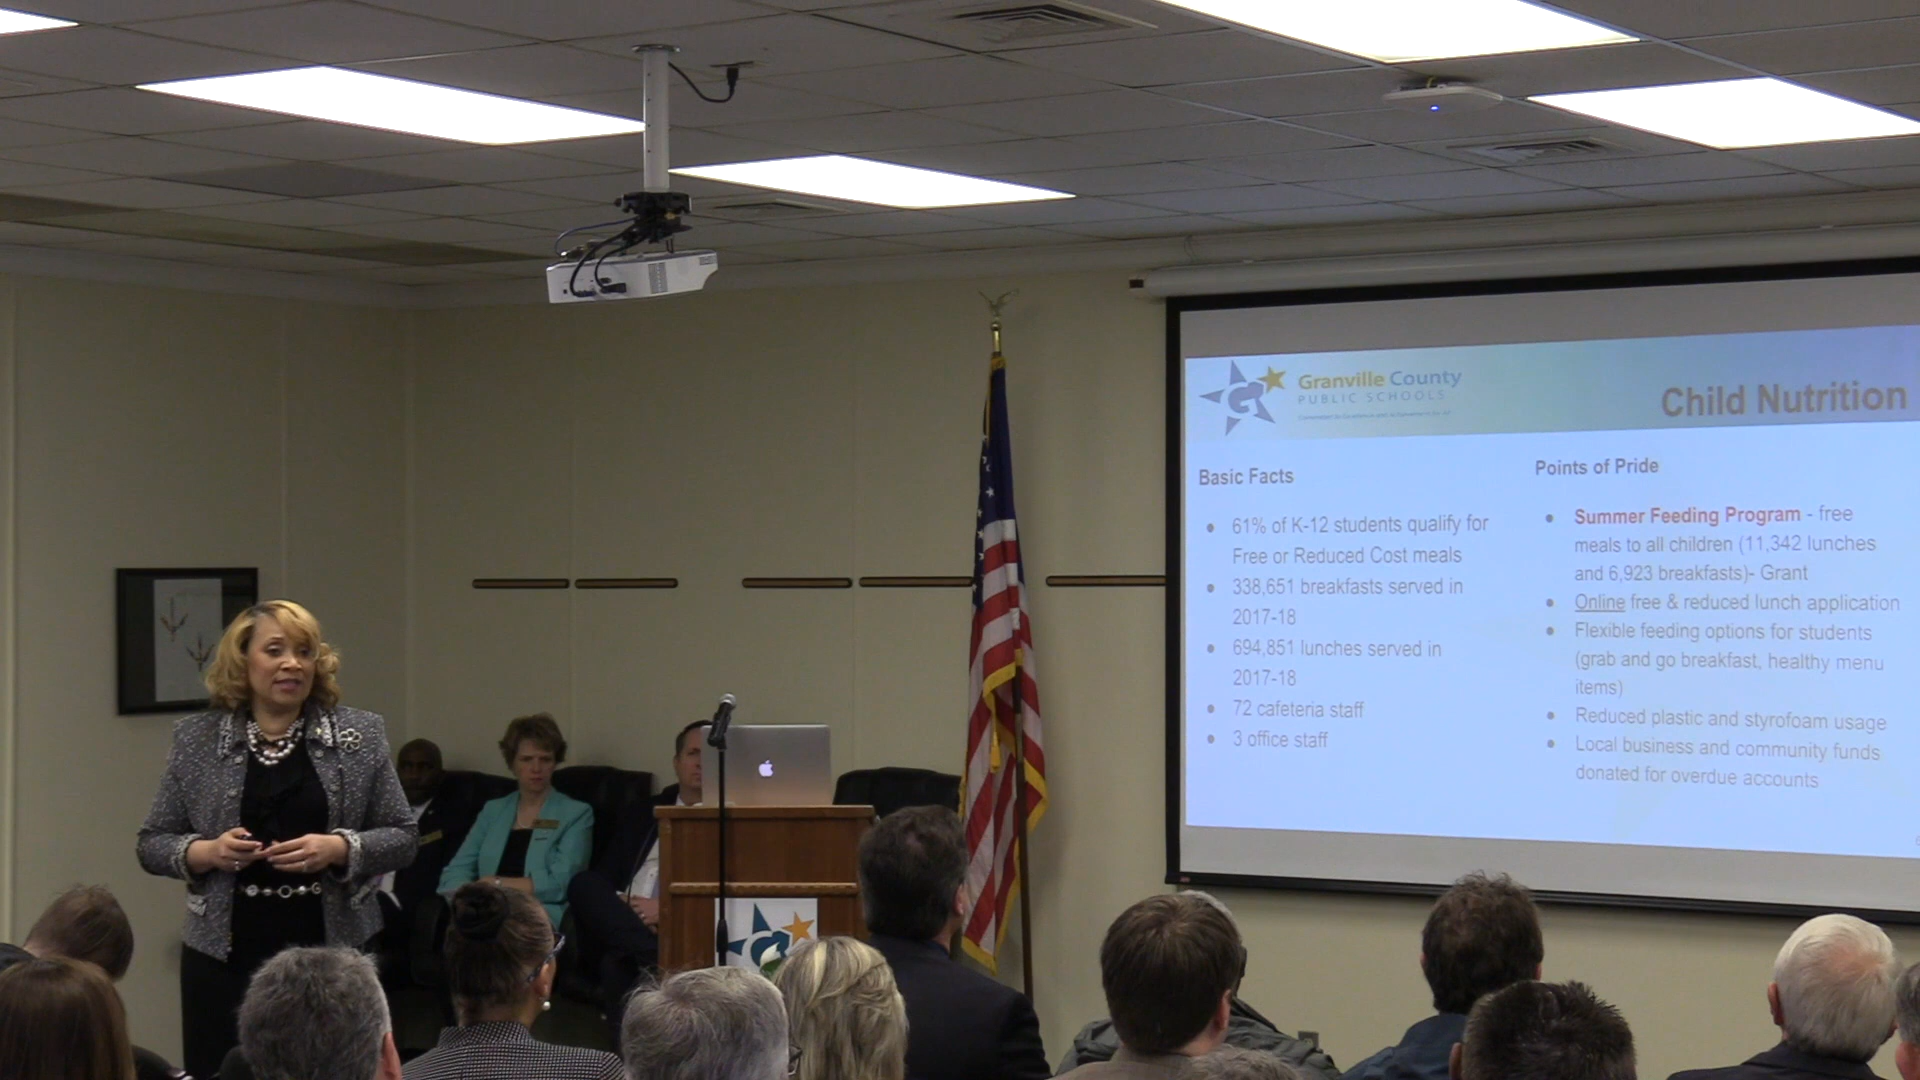 Granville County
PUBLIC SCHOOLS
Child Nutrition
Basic Facts
● 61% of K-12 students qualify for
Free or Reduced Cost meals
● 338,651 breakfasts served in
2017-18
● 694,851 lunches served in
2017-18
● 72 cafeteria staff
● 3 office staff
Points of Pride
● Summer Feeding Program - free
meals to all children (11,342 lunches
and 6,923 breakfasts)- Grant
● Online free & reduced lunch application
● Flexible feeding options for students
(grab and go breakfast, healthy menu
items)
● Reduced plastic and styrofoam usage
● Local business and community funds
donated for overdue accounts